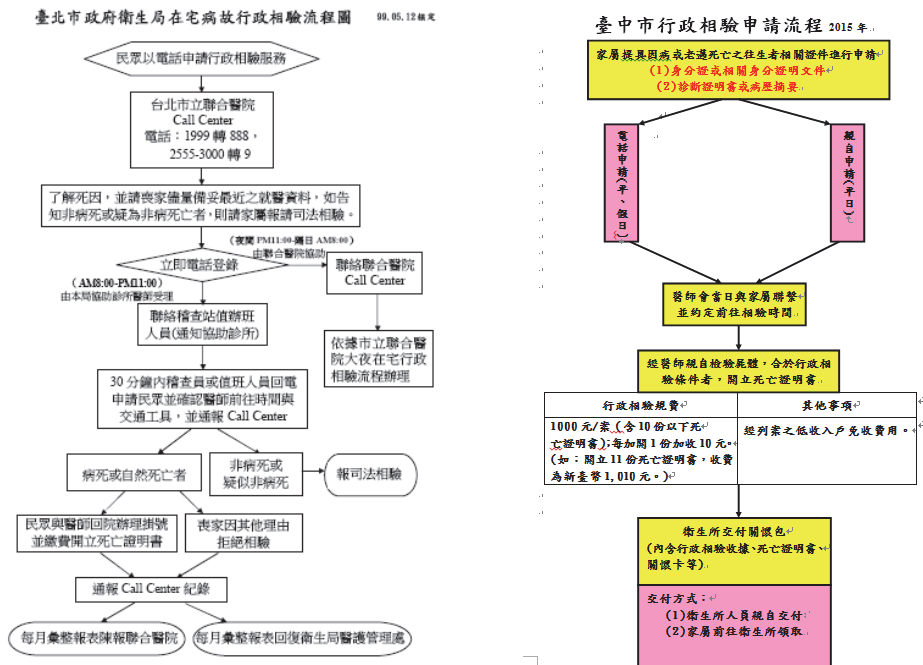 臺北市政府衛生局在宅病故行政相驗流程圖
99.05.12核定
民眾以電話申請行政相驗服務
台北市立聯合醫院
Call Center
電話：1999 轉 888，
2555-3000 轉 9
了解死因，並請喪家儘量備妥最近之就醫資料，如告
知非病死或疑為非病死亡者，則請家屬報請司法相驗。
(夜間 PM11:00-隔日 AM8:00)
由聯合醫院協助
立即電話登錄
聯絡聯合醫院
Call Center
（AM8:00-PM11:00）
由本局協助診所醫師受理
聯絡稽查站值辦班
人員(通知協助診所)
依據市立聯合醫
院大夜在宅行政
相驗流程辦理
30 分鐘內稽查員或值班人員回電
申請民眾並確認醫師前往時間與
交通工具，並通報 Call Center
病死或自然死亡者
非病死或
疑似非病死
報司法相驗
民眾與醫師回院辦理掛號
並繳費開立死亡證明書
喪家因其他理由
拒絕相驗
通報 Call Center 紀錄
每月彙整報表陳報聯合醫院
每月彙整報表回復衛生局醫護管理處
臺中市行政相驗申請流程 2015 年
家屬提具因病或老邁死亡之往生者相關證件進行申請
(1)身分證或相關身分證明文件
(2)診斷證明書或病歷摘要
電話申請(平、假日)
親自申請(平日)
醫師會當日與家屬聯繫
並約定前往相驗時間
經醫師親自檢驗屍體，合於行政相
驗條件者，開立死亡證明書
行政相驗規費
其他事項
1000 元/案（含 10 份以下死
亡證明書)；每加開 1 份加收 10 元。
(如：開立 11 份死亡證明書，收費
為新臺幣 1,010 元。)
經列案之低收入戶免收費用。
衛生所交付關懷包
(內含行政相驗收據、死亡證明書、
關懷卡等)
交付方式：
(1)衛生所人員親自交付
(2)家屬前往衛生所領取